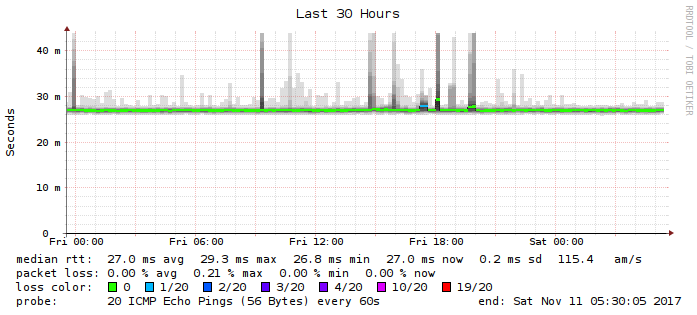 Last 30 Hours
RRDTOOL / TOBI OETIKER
Seconds
40 m
30 m
20 m
10 m
0
Fri 00:00 Fri 06:00 Fri 12:00 Fri 18:00 Sat 00:00
median rtt: 27.0 ms avg 29.3 ms max 26.8 ms min 27.0 ms now 0.2 ms sd 115.4 am/s
packet loss: 0.00 % avg 0.21 % max 0.00 % min 0.00 % now
loss color: 0 1/20 2/20 3/20 4/20 10/20 19/20
probe: 20 ICMP Echo Pings (56 Bytes) every 60s end: Sat Nov 11 05:30:05 2017